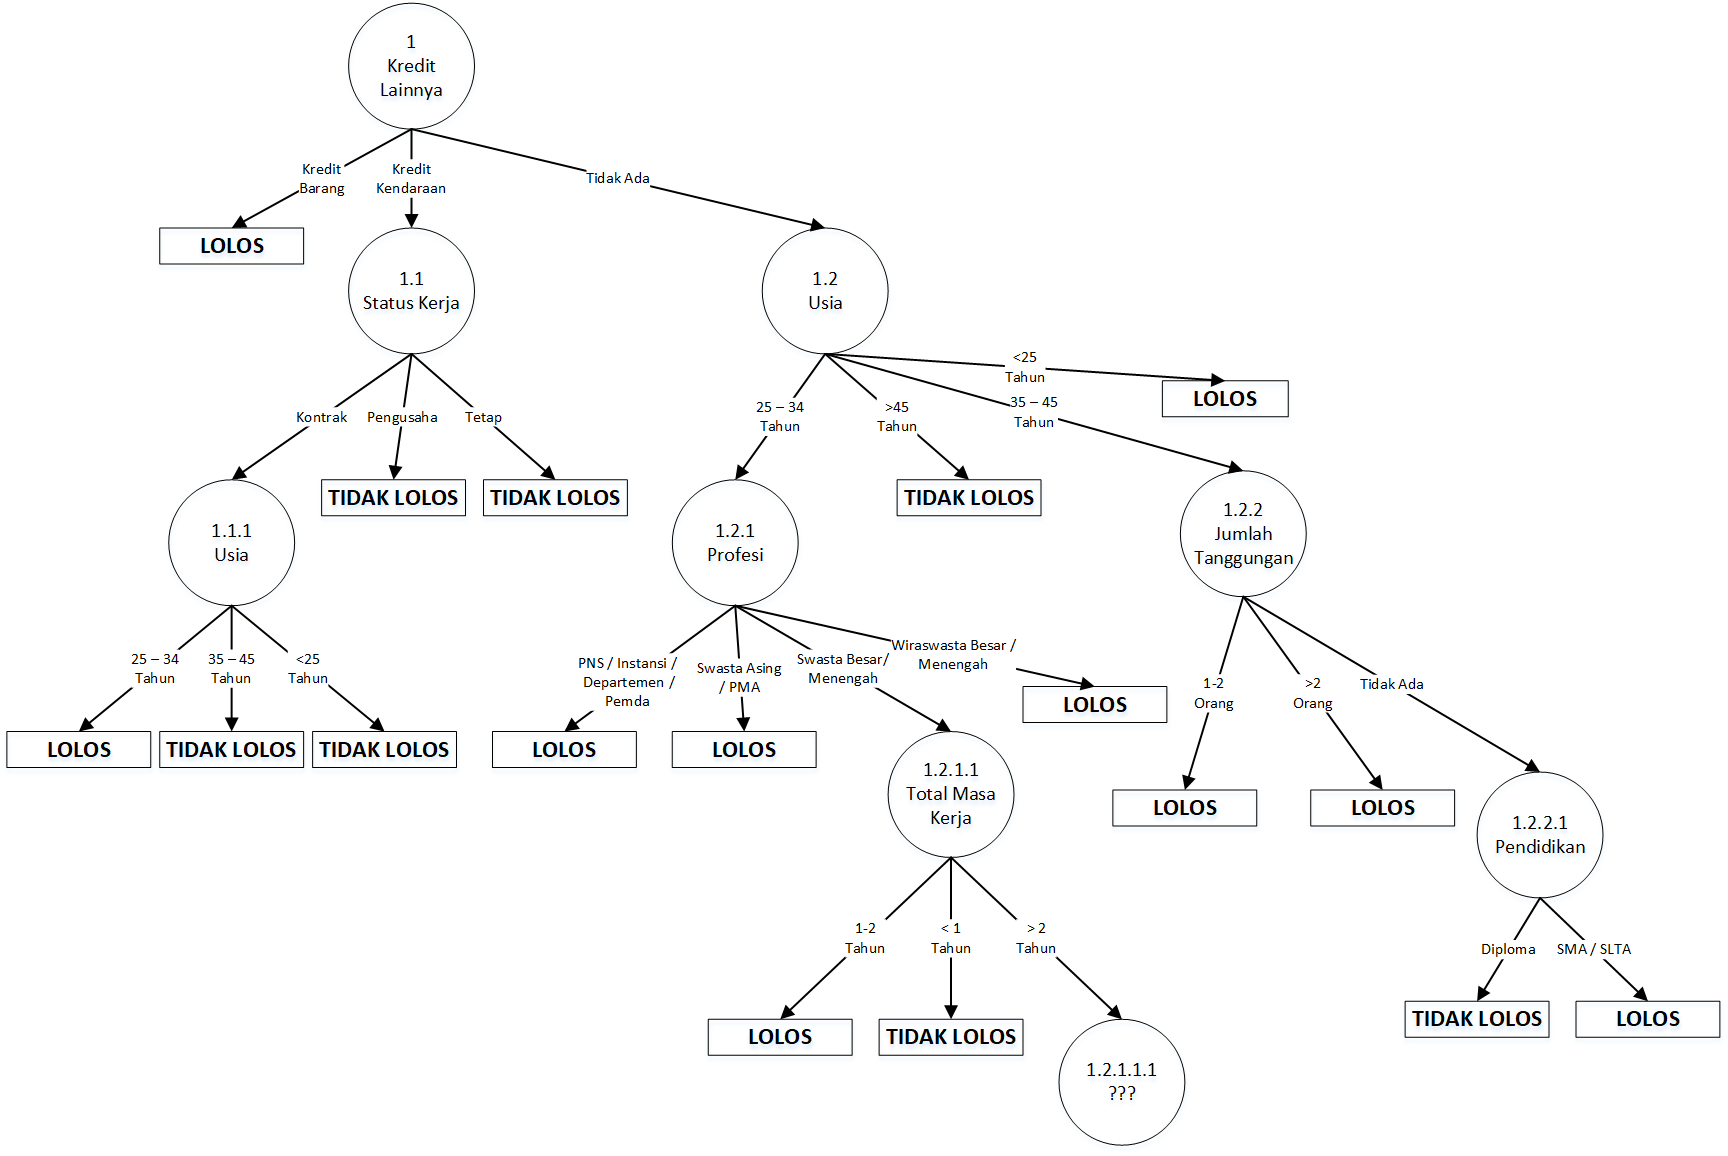 1
Kredit
Lainnya
Kredit
Barang
Kredit
Kendaraan
Tidak Ada
LOLOS
1.1
Status Kerja
1.2
Usia
<25
Tahun
LOLOS
Kontrak
Pengusaha
Tetap
25 – 34
Tahun
>45
Tahun
35 – 45
Tahun
1.1.1
Usia
TIDAK LOLOS
TIDAK LOLOS
1.2.1
Profesi
TIDAK LOLOS
1.2.2
Jumlah
Tanggungan
25 – 34
Tahun
35 – 45
Tahun
<25
Tahun
PNS / Instansi /
Departemen /
Pemda
Swasta Asing
/ PMA
Swasta Besar/
Menengah
Wiraswasta Besar /
Menengah
1-2
Orang
>2
Orang
Tidak Ada
LOLOS
TIDAK LOLOS
TIDAK LOLOS
LOLOS
LOLOS
1.2.1.1
Total Masa
Kerja
LOLOS
LOLOS
LOLOS
1.2.2.1
Pendidikan
1-2
Tahun
< 1
Tahun
> 2
Tahun
Diploma
SMA / SLTA
LOLOS
TIDAK LOLOS
1.2.1.1.1
???
TIDAK LOLOS
LOLOS